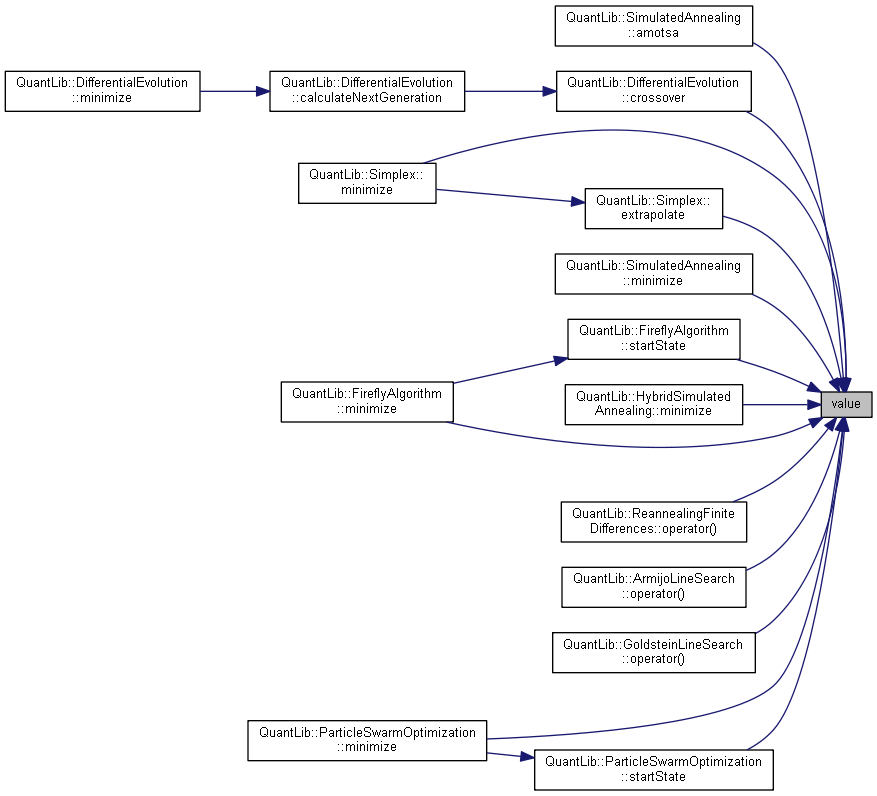 QuantLib::SimulatedAnnealing
::amotsa
QuantLib::DifferentialEvolution
::minimize
QuantLib::DifferentialEvolution
::calculateNextGeneration
QuantLib::DifferentialEvolution
::crossover
QuantLib::Simplex::
minimize
QuantLib::Simplex::
extrapolate
QuantLib::SimulatedAnnealing
::minimize
QuantLib::FireflyAlgorithm
::startState
QuantLib::FireflyAlgorithm
::minimize
QuantLib::HybridSimulated
Annealing::minimize
value
QuantLib::ReannealingFinite
Differences::operator()
QuantLib::ArmijoLineSearch
::operator()
QuantLib::GoldsteinLineSearch
::operator()
QuantLib::ParticleSwarmOptimization
::minimize
QuantLib::ParticleSwarmOptimization
::startState